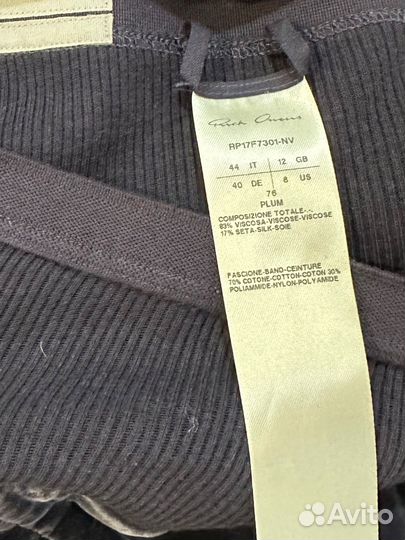 Rick Owens
RP17F7301-NV
44 IT 12 GB
40 DE 8 US
76
PLUM
COMPOSIZIONE TOTALE-.-.
83% VISCOSA-VISCOSE-VISCOSE
17% SETA-SILK-SOIE
FASCIONE-BAND-CEINTURE
70% COTONE-COTTON-COTON 30%
POLIAMMIDE-NYLON-POLYAMIDE
Avito